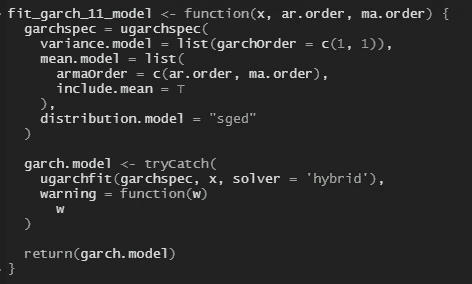 fit_garch_11_model <- function(x, ar.order, ma.order) {
  garchspec = ugarchspec(
    variance.model = list(garchOrder = c(1, 1)),
    mean.model = list(
      armaOrder = c(ar.order, ma.order),
      include.mean = T
    ),
    distribution.model = "sged"
  )

  garch.model <- tryCatch(
    ugarchfit(garchspec, x, solver = 'hybrid'),
    warning = function(w)
      w
  )

  return(garch.model)
}